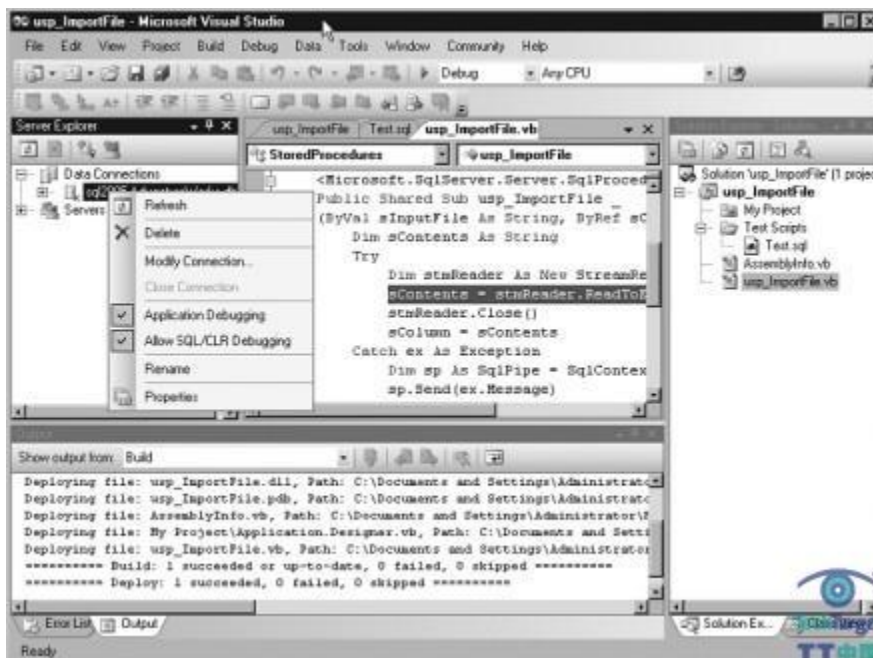 usp_ImportFile - Microsoft Visual Studio
File Edit View Project Build Debug Data Tools Window Community Help
Debug Any CPU
Server Explorer
usp_ImportFile Test.sql usp_ImportFile.vb
StoredProcedures usp_ImportFile
Data Connections
Servers
Refresh
Delete
Modify Connection...
Close Connection
Application Debugging
Allow SQL/CLR Debugging
Rename
Properties
<Microsoft.SqlServer.Server.SqlProced
Public Shared Sub usp_ImportFile _
(ByVal sInputFile As String, ByRef sC
Dim sContents As String
Try
Dim stmReader As New StreamRe
sContents = stmReader.ReadToE
stmReader.Close()
sColumn = sContents
Catch ex As Exception
Dim sp As SqlPipe = SqlContex
sp.Send(ex.Message)
Solution 'usp_ImportFile' (1 projec
usp_ImportFile
My Project
Test Scripts
Test.sql
AssemblyInfo.vb
usp_ImportFile.vb
Output
Show output from: Build
Deploying file: usp_ImportFile.dll, Path: C:\Documents and Settings\Administrato
Deploying file: usp_ImportFile.pdb, Path: C:\Documents and Settings\Administrato
Deploying file: AssemblyInfo.vb, Path: C:\Documents and Settings\Administrator\M
Deploying file: My Project\Application.Designer.vb, Path: C:\Documents and Setti
Deploying file: usp_ImportFile.vb, Path: C:\Documents and Settings\Administrator
========== Build: 1 succeeded or up-to-date, 0 failed, 0 skipped ==========
========== Deploy: 1 succeeded, 0 failed, 0 skipped ==========
Error List Output
Solution Ex...
Ready